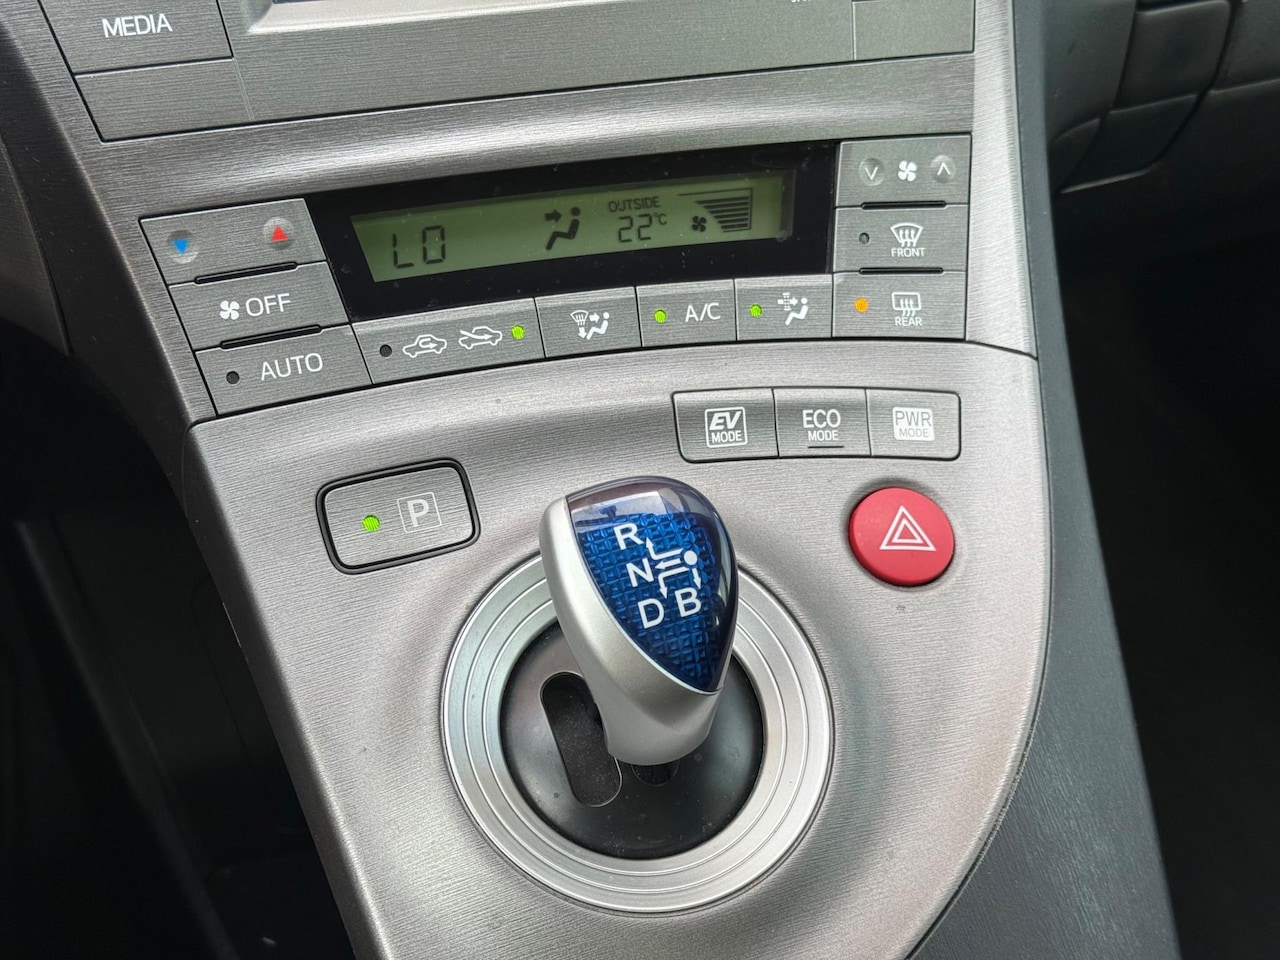 MEDIA
LO
OUTSIDE
22°C
FRONT
OFF
AUTO
A/C
REAR
EV
MODE
ECO
MODE
PWR
MODE
P
R
N
D B